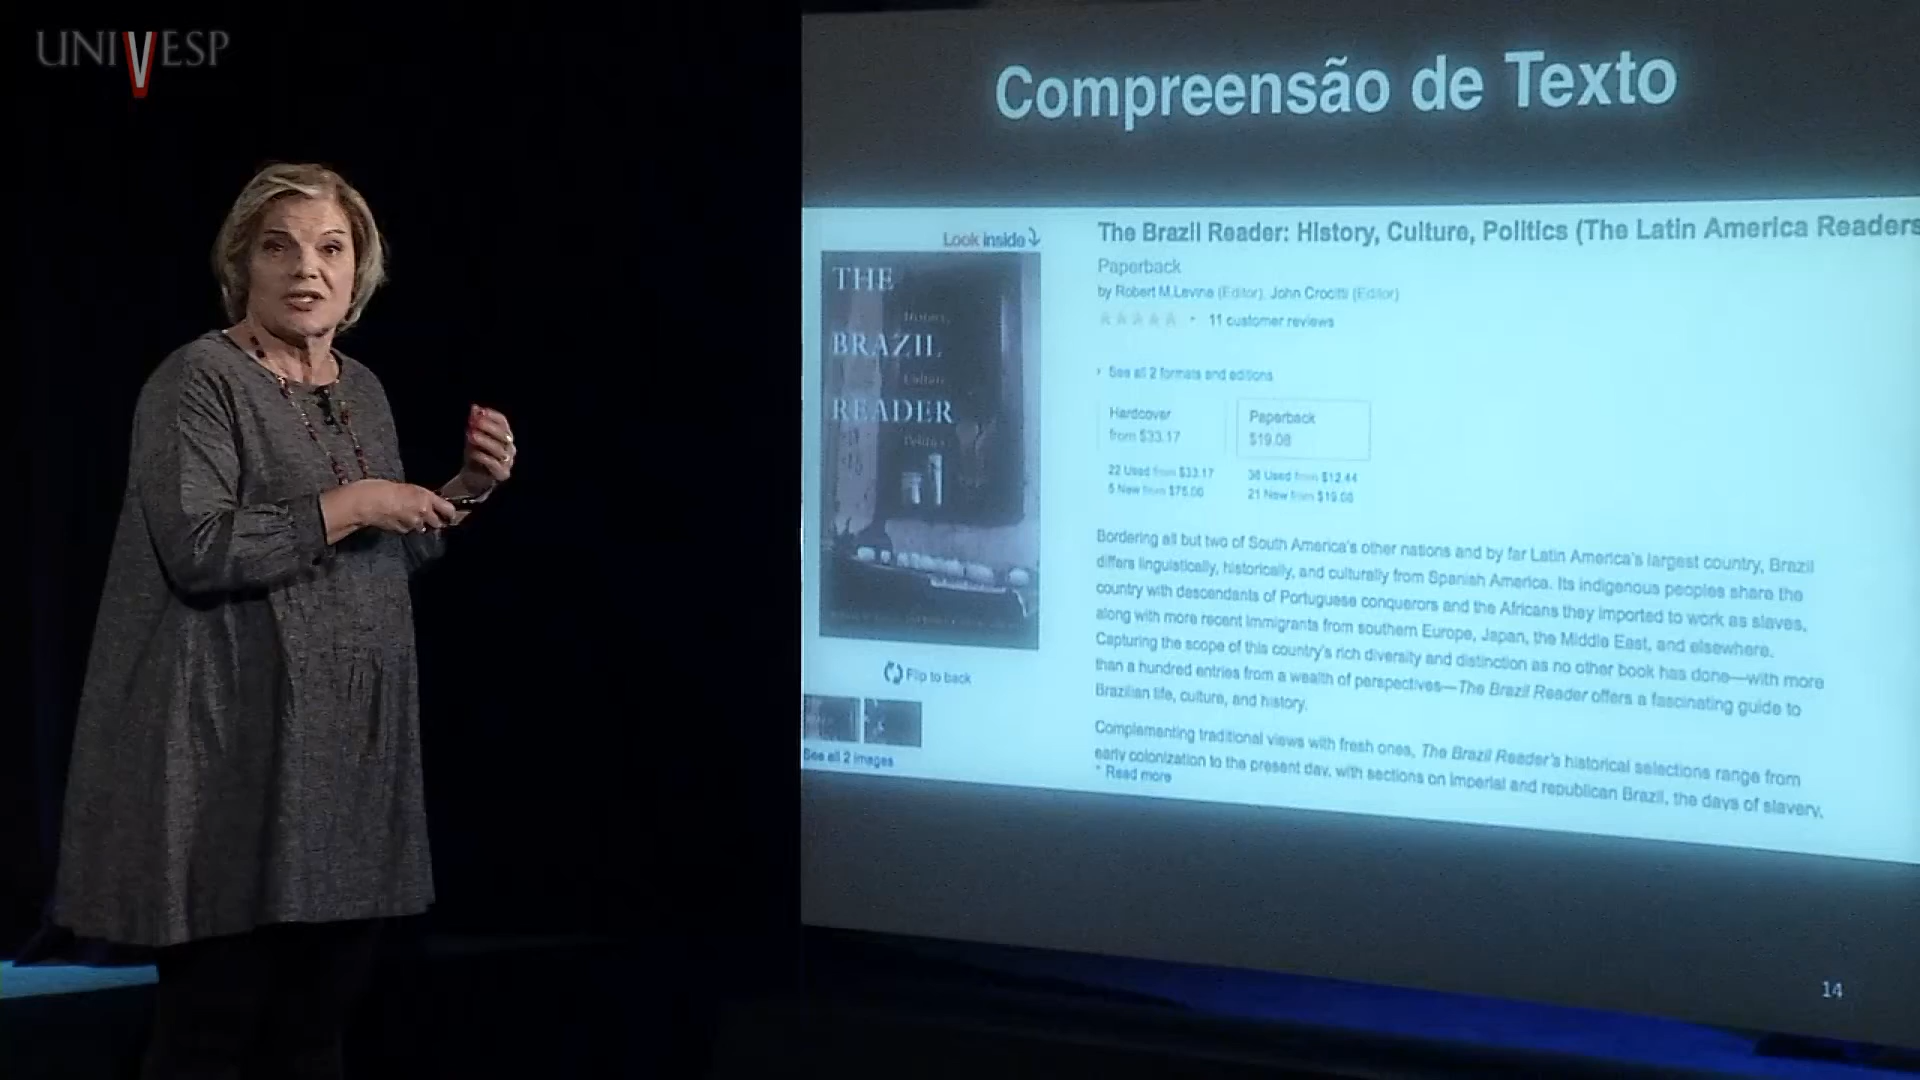 UNIVESP
Compreensão de Texto
Look inside
The Brazil Reader: History, Culture, Politics (The Latin America Readers
Paperback
by Robert M.Levine (Editor), John Crocitti (Editor)
11 customer reviews
See all 2 formats and editions
Hardcover
from $33.17
Paperback
$19.08
22 Used from $33.17
5 New from $75.00
38 Used from $12.44
21 New from $19.08
THE
History,
BRAZIL
Culture
READER
Politics
Bordering all but two of South America's other nations and by far Latin America's largest country, Brazil
differs linguistically, historically, and culturally from Spanish America. Its indigenous peoples share the
country with descendants of Portuguese conquerors and the Africans they imported to work as slaves,
along with more recent immigrants from southern Europe, Japan, the Middle East, and elsewhere.
Capturing the scope of this country's rich diversity and distinction as no other book has done—with more
than a hundred entries from a wealth of perspectives—The Brazil Reader offers a fascinating guide to
Brazilian life, culture, and history.
Complementing traditional views with fresh ones, The Brazil Reader's historical selections range from
early colonization to the present day, with sections on imperial and republican Brazil, the days of slavery,
Read more
Flip to back
See all 2 images
14